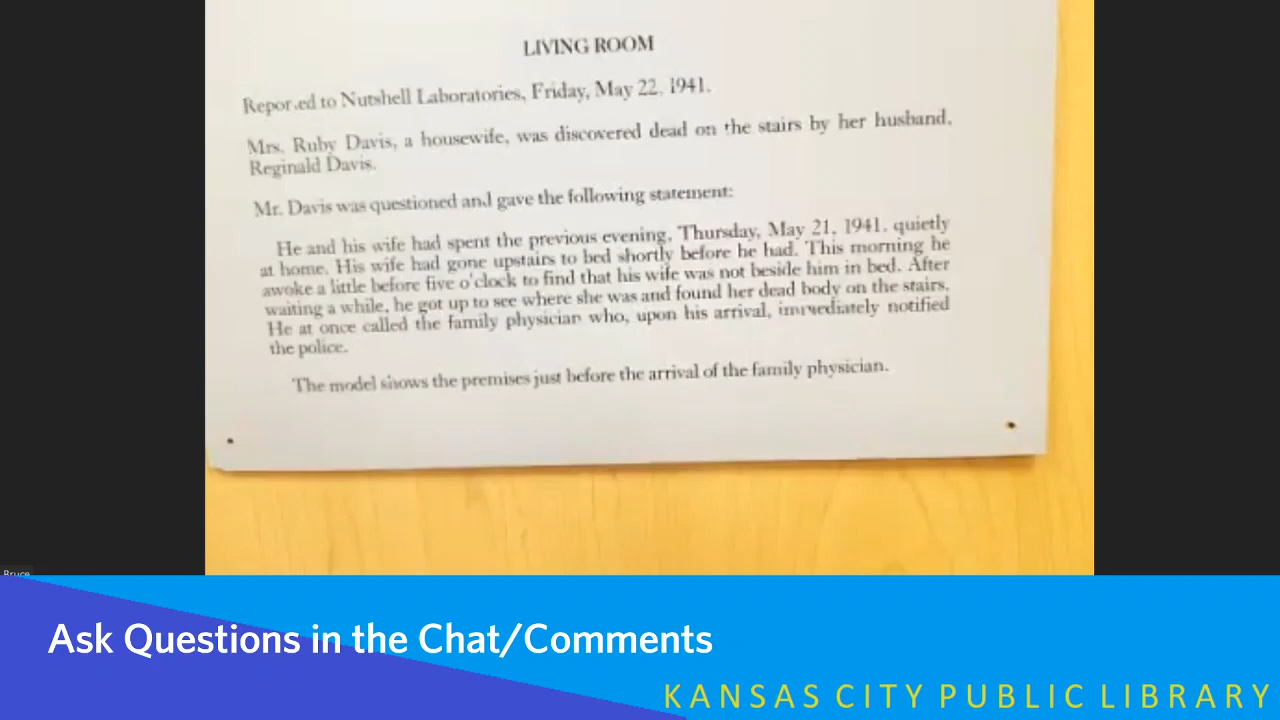 LIVING ROOM
Reported to Nutshell Laboratories, Friday, May 22, 1941.
Mrs. Ruby Davis, a housewife, was discovered dead on the stairs by her husband,
Reginald Davis.
Mr. Davis was questioned and gave the following statement:
He and his wife had spent the previous evening, Thursday, May 21, 1941, quietly
at home. His wife had gone upstairs to bed shortly before he had. This morning he
awoke a little before five o'clock to find that his wife was not beside him in bed. After
waiting a while, he got up to see where she was and found her dead body on the stairs.
He at once called the family physician who, upon his arrival, immediately notified
the police.
The model shows the premises just before the arrival of the family physician.
Bruce
Ask Questions in the Chat/Comments
KANSAS CITY PUBLIC LIBRARY